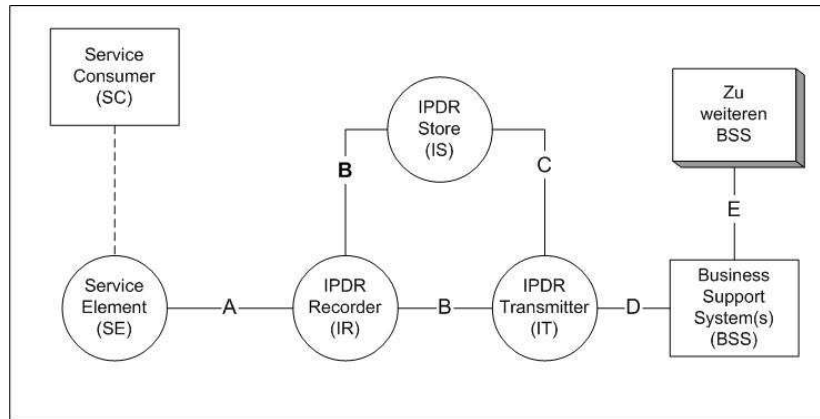 Service
Consumer
(SC)
IPDR
Store
(IS)
Zu
weiteren
BSS
B
C
E
Service
Element
(SE)
A
IPDR
Recorder
(IR)
B
IPDR
Transmitter
(IT)
D
Business
Support
System(s)
(BSS)